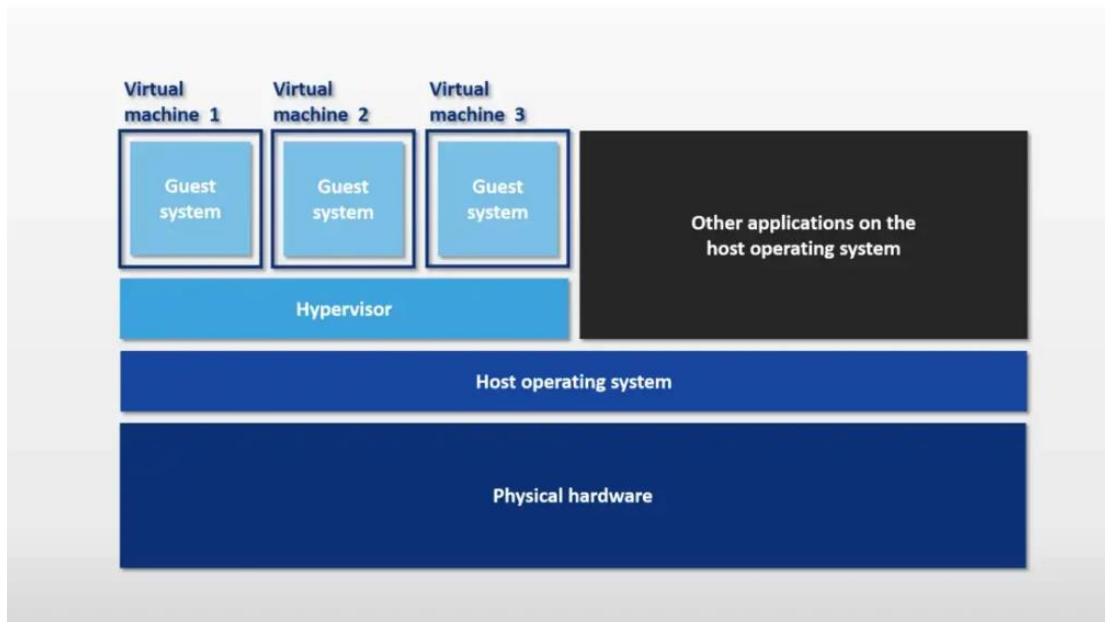 Virtual
machine 1
Virtual
machine 2
Virtual
machine 3
Guest
system
Guest
system
Guest
system
Other applications on the
host operating system
Hypervisor
Host operating system
Physical hardware